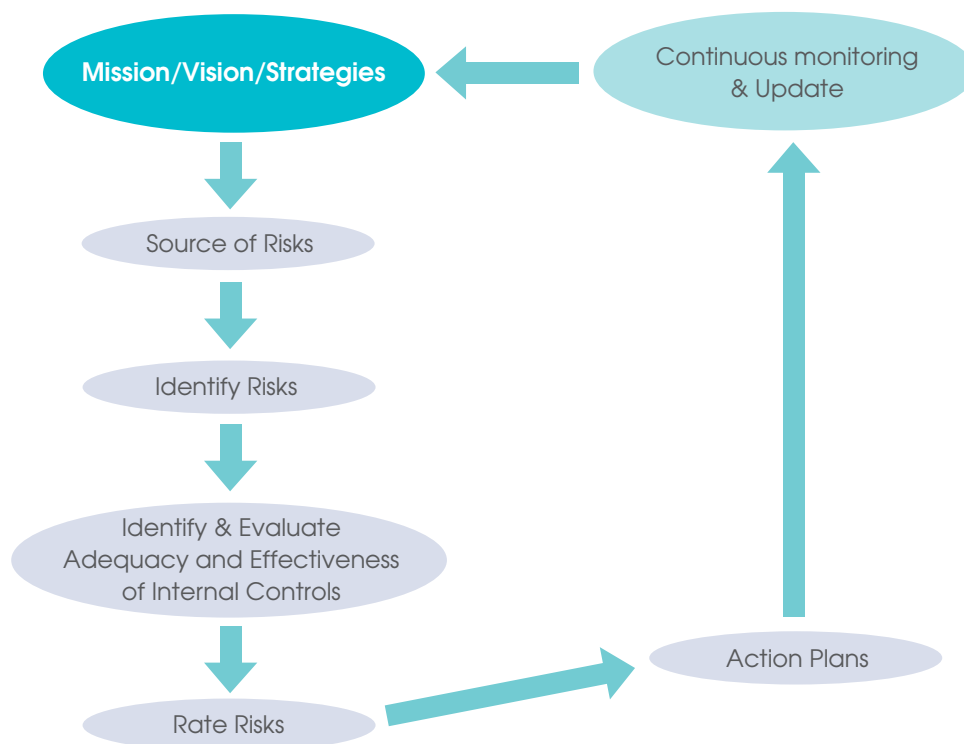 Mission/Vision/Strategies
Continuous monitoring
& Update
Source of Risks
Identify Risks
Identify & Evaluate
Adequacy and Effectiveness
of Internal Controls
Action Plans
Rate Risks